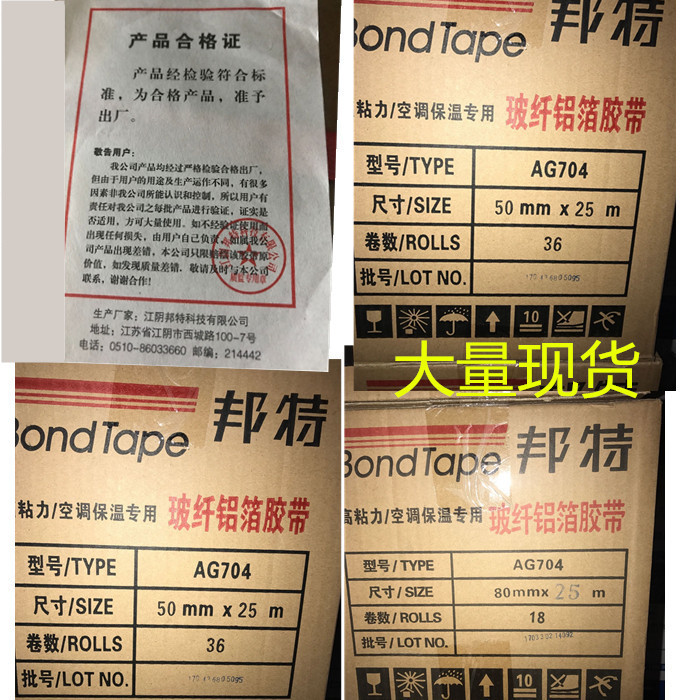 产品合格证
产品经检验符合标
准，为合格产品，准予
出厂。
敬告用户：
我公司产品均经过严格检验合格出厂，
但由于用户的用途及生产运作不同，有很多
因素非我公司所能认识和控制，所以用户有
责任对我公司之每批产品进行验证，证实是
否适用，方可大量使用。如不经验证使用而
出现任何损失，由用户自己负责。如属我公
司产品出现差错，本公司只限赔偿该胶带原
价值，如发现质量差错，敬请及时与本公司
联系，谢谢合作！
质监专用章
生产厂家：江阴邦特科技有限公司
地址：江苏省江阴市西城路100-7号
电话：0510-86033660 邮编：214442
BondTape 邦特
粘力/空调保温专用 玻纤铝箔胶带
型号/TYPE AG704
尺寸/SIZE 50 mm x 25 m
卷数/ROLLS 36
批号/LOT NO.
10
大量现货
BondTape 邦特
粘力/空调保温专用 玻纤铝箔胶带
型号/TYPE AG704
尺寸/SIZE 50 mm x 25 m
卷数/ROLLS 36
批号/LOT NO.
BondTape 邦特
高粘力/空调保温专用 玻纤铝箔胶带
型号/TYPE AG704
尺寸/SIZE 80mmx 25 m
卷数/ROLLS 18
批号/LOT NO.
10